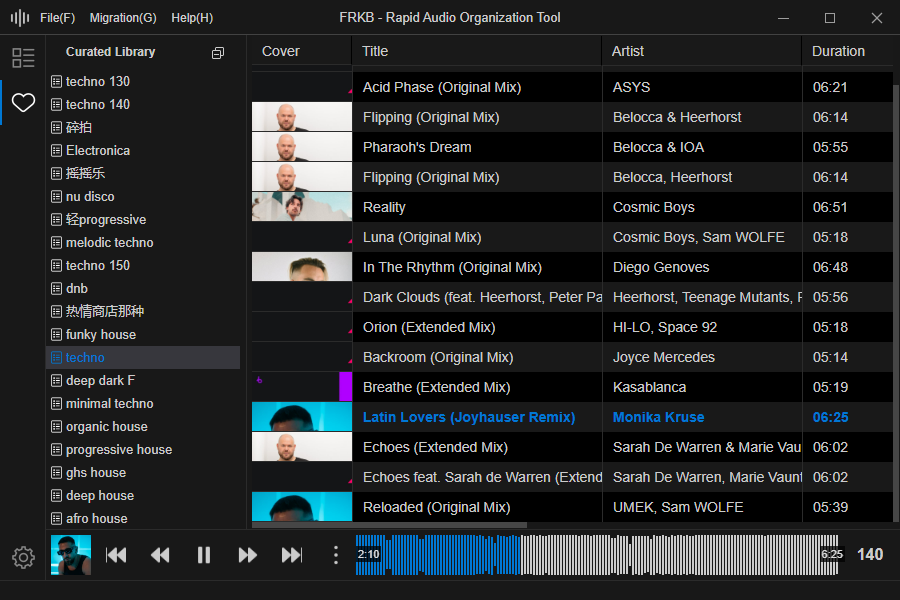 File(F) Migration(G) Help(H) FRKB - Rapid Audio Organization Tool
Curated Library
techno 130
techno 140
碎拍
Electronica
摇摇乐
nu disco
轻progressive
melodic techno
techno 150
dnb
热情商店那种
funky house
techno
deep dark F
minimal techno
organic house
progressive house
ghs house
deep house
afro house
Cover Title Artist Duration
Acid Phase (Original Mix) ASYS 06:21
Flipping (Original Mix) Belocca & Heerhorst 06:14
Pharaoh's Dream Belocca & IOA 05:55
Flipping (Original Mix) Belocca, Heerhorst 06:14
Reality Cosmic Boys 06:51
Luna (Original Mix) Cosmic Boys, Sam WOLFE 05:18
In The Rhythm (Original Mix) Diego Genoves 06:48
Dark Clouds (feat. Heerhorst, Peter Pa Heerhorst, Teenage Mutants, F 05:56
Orion (Extended Mix) HI-LO, Space 92 05:18
Backroom (Original Mix) Joyce Mercedes 05:14
Breathe (Extended Mix) Kasablanca 05:19
Latin Lovers (Joyhauser Remix) Monika Kruse 06:25
Echoes (Extended Mix) Sarah De Warren & Marie Vau 06:02
Echoes feat. Sarah de Warren (Extend Sarah De Warren, Marie Vaunt 06:02
Reloaded (Original Mix) UMEK, Sam WOLFE 05:39
2:10 6:25 140